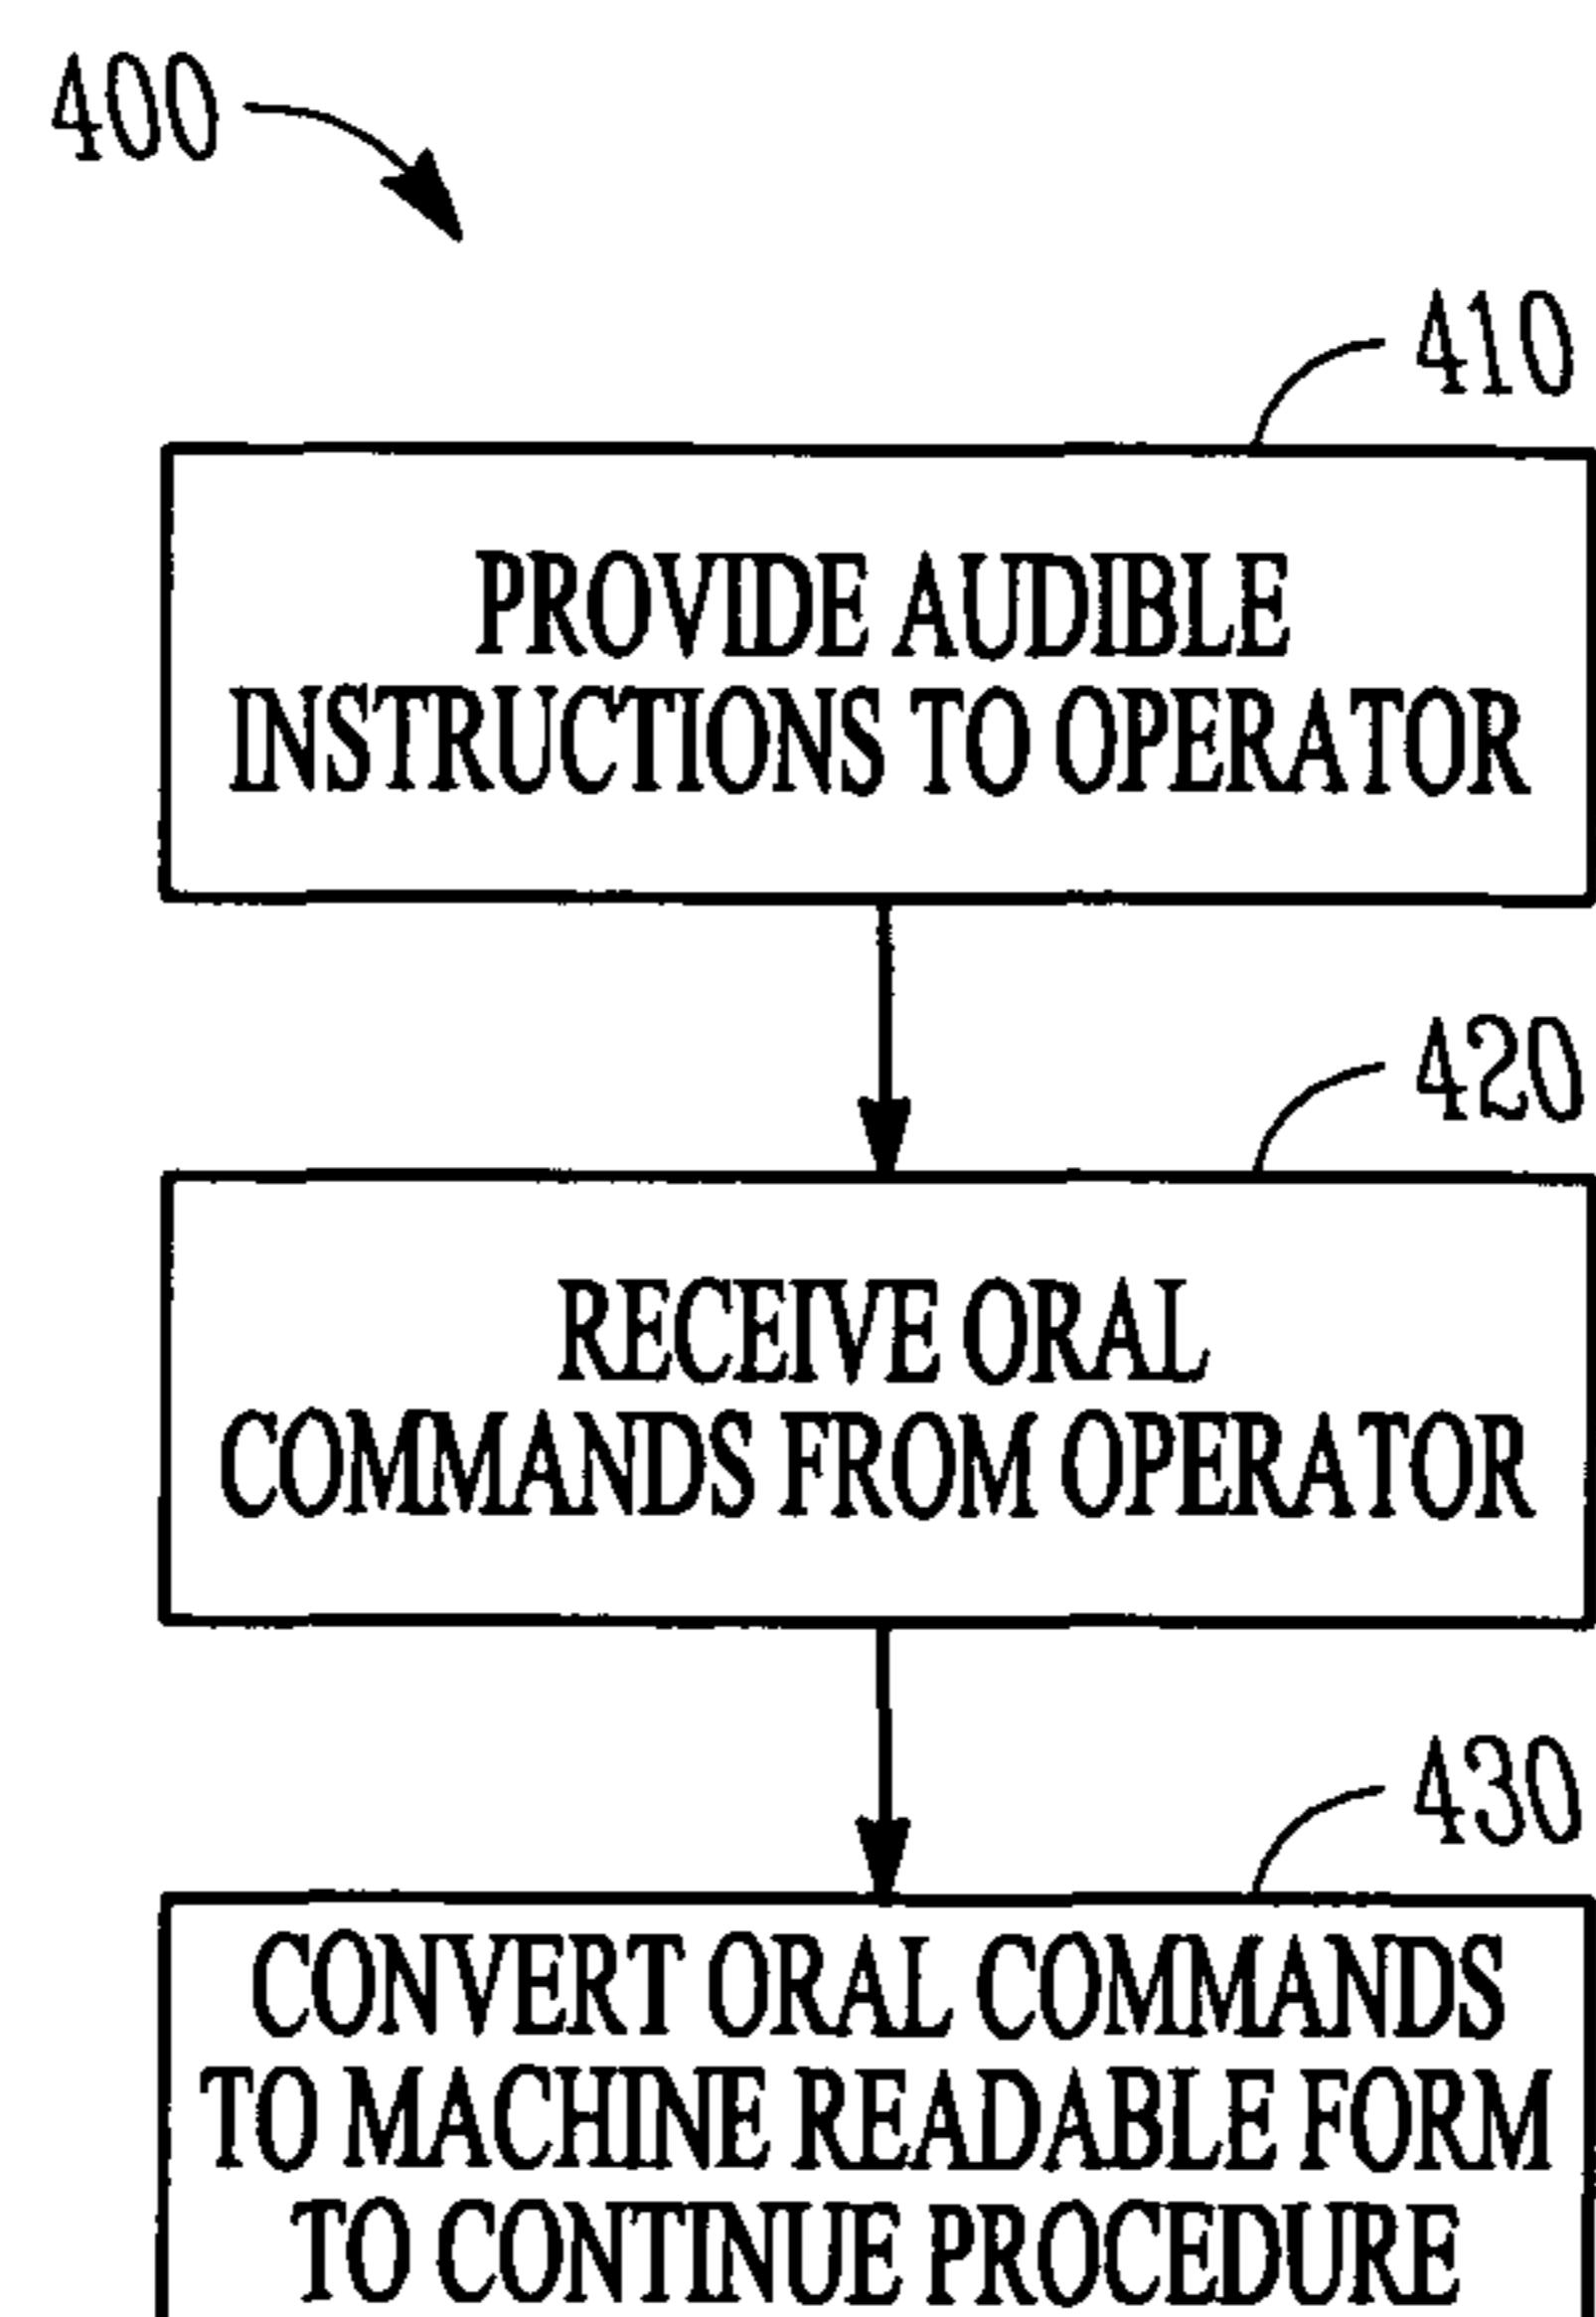 400
410
PROVIDE AUDIBLE
INSTRUCTIONS TO OPERATOR
420
RECEIVE ORAL
COMMANDS FROM OPERATOR
430
CONVERT ORAL COMMANDS
TO MACHINE READABLE FORM
TO CONTINUE PROCEDURE